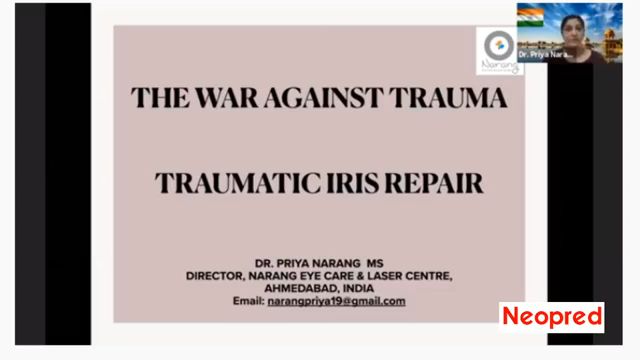 Narang
Dr. Priya Nara...
THE WAR AGAINST TRAUMA
TRAUMATIC IRIS REPAIR
DR. PRIYA NARANG MS
DIRECTOR, NARANG EYE CARE & LASER CENTRE,
AHMEDABAD, INDIA
Email: narangpriya19@gmail.com
Neopred